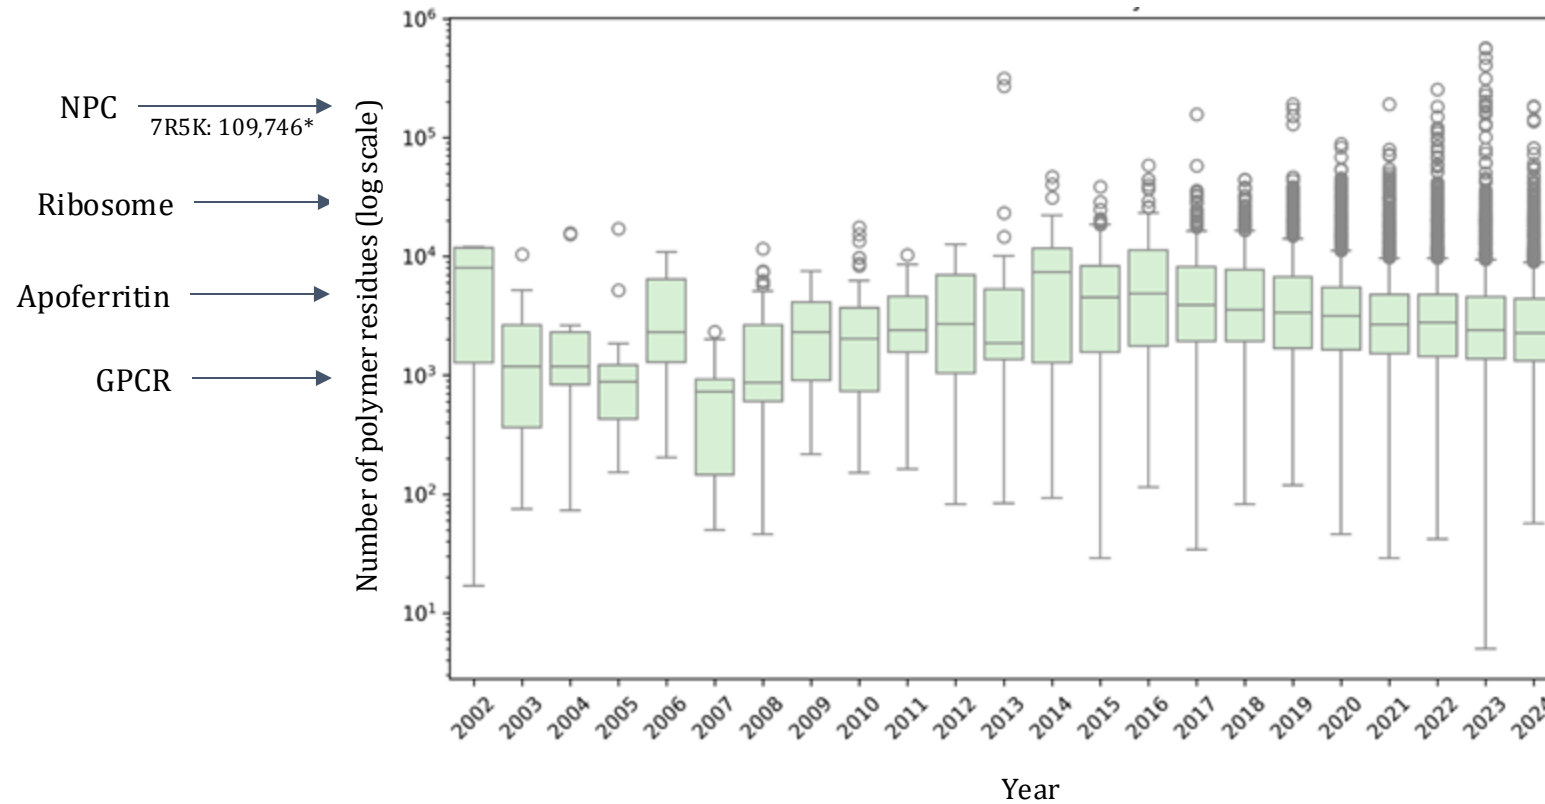 NPC
7R5K: 109,746*
Ribosome
Apoferritin
GPCR
Number of polymer residues (log scale)
10⁶
10⁵
10⁴
10³
10²
10¹
2002 2003 2004 2005 2006 2007 2008 2009 2010 2011 2012 2013 2014 2015 2016 2017 2018 2019 2020 2021 2022 2023 2024
Year